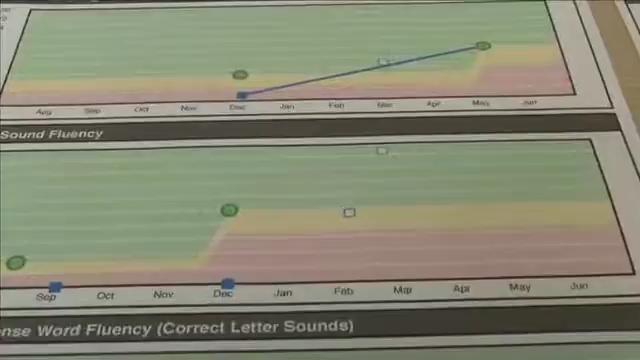 Aug Sep Oct Nov Dec Jan Feb Mar Apr May Jun
Sound Fluency
Sep Oct Nov Dec Jan Feb Mar Apr May Jun
ense Word Fluency (Correct Letter Sounds)